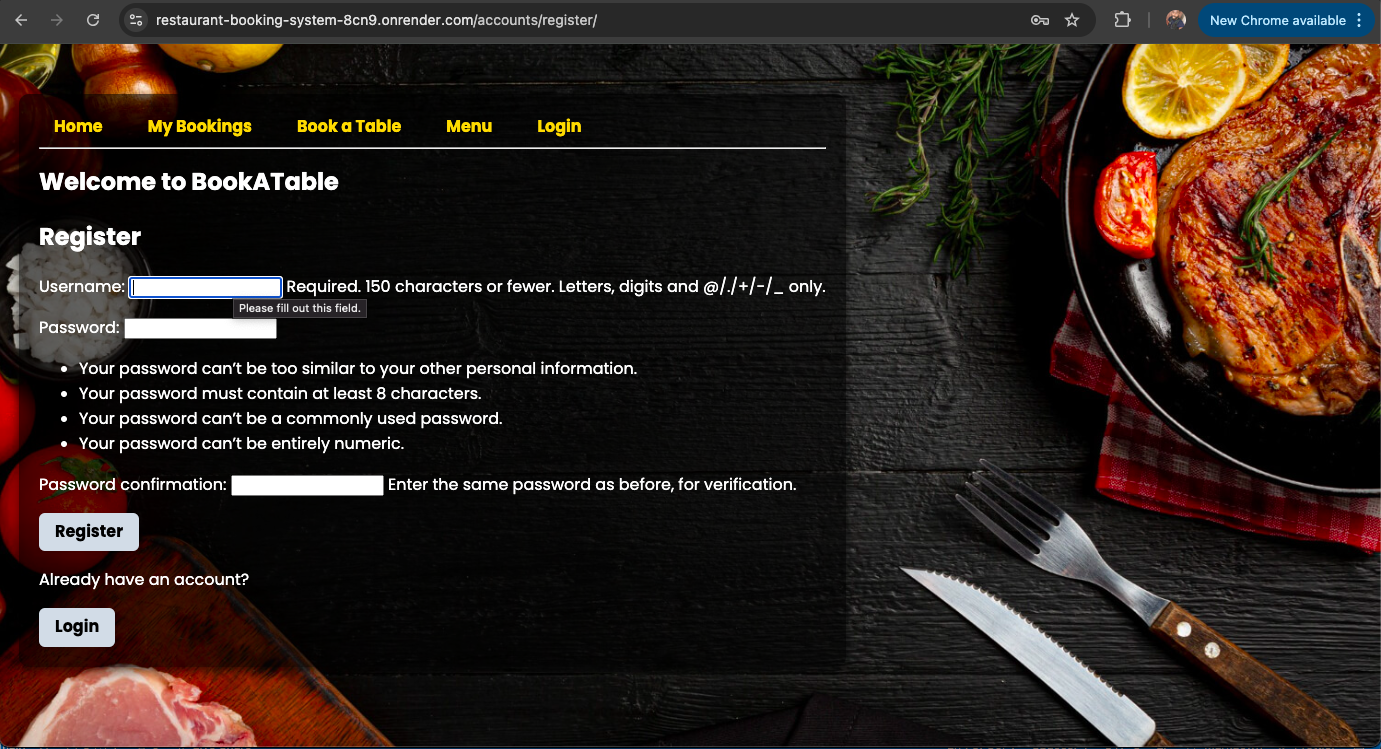 restaurant-booking-system-8cn9.onrender.com/accounts/register/
New Chrome available
Home My Bookings Book a Table Menu Login
Welcome to BookATable
Register
Username: Required. 150 characters or fewer. Letters, digits and @/./+/-/_ only.
Please fill out this field.
Password:
• Your password can’t be too similar to your other personal information.
• Your password must contain at least 8 characters.
• Your password can’t be a commonly used password.
• Your password can’t be entirely numeric.
Password confirmation: Enter the same password as before, for verification.
Register
Already have an account?
Login